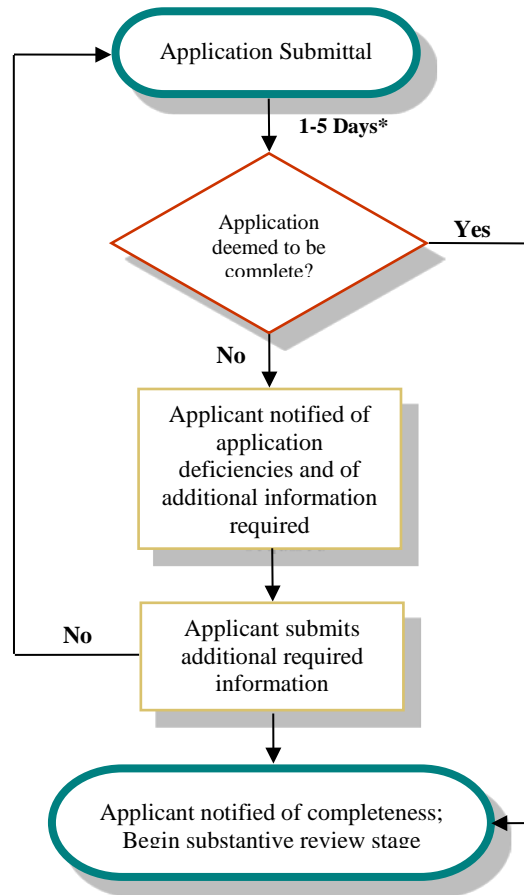 Application Submittal
1-5 Days*
Application
deemed to be
complete?
Yes
No
Applicant notified of
application
deficiencies and of
additional information
required
No
Applicant submits
additional required
information
Applicant notified of completeness;
Begin substantive review stage